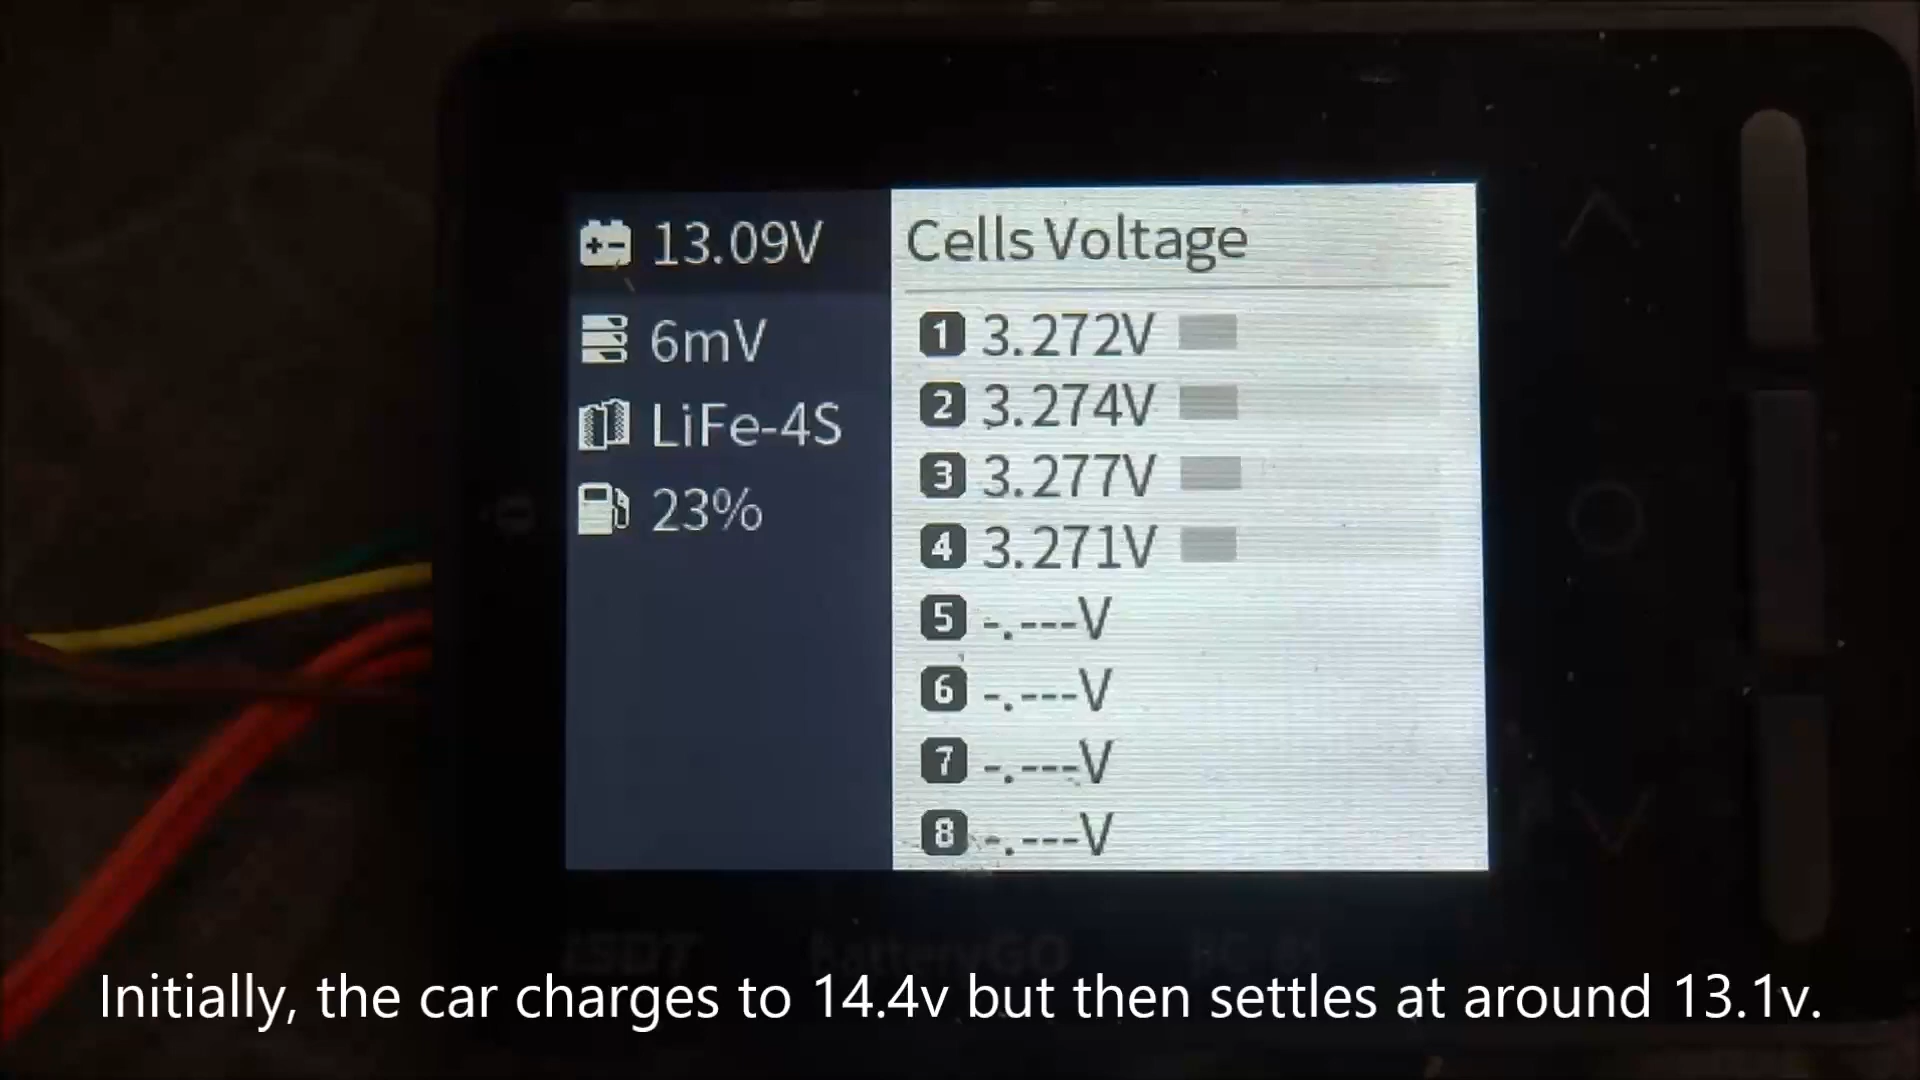 13.09V
6mV
LiFe-4S
23%
Cells Voltage
1 3.272V
2 3.274V
3 3.277V
4 3.271V
5 -.---V
6 -.---V
7 -.---V
8 -.---V
ISDT BatteryGO
Initially, the car charges to 14.4v but then settles at around 13.1v.